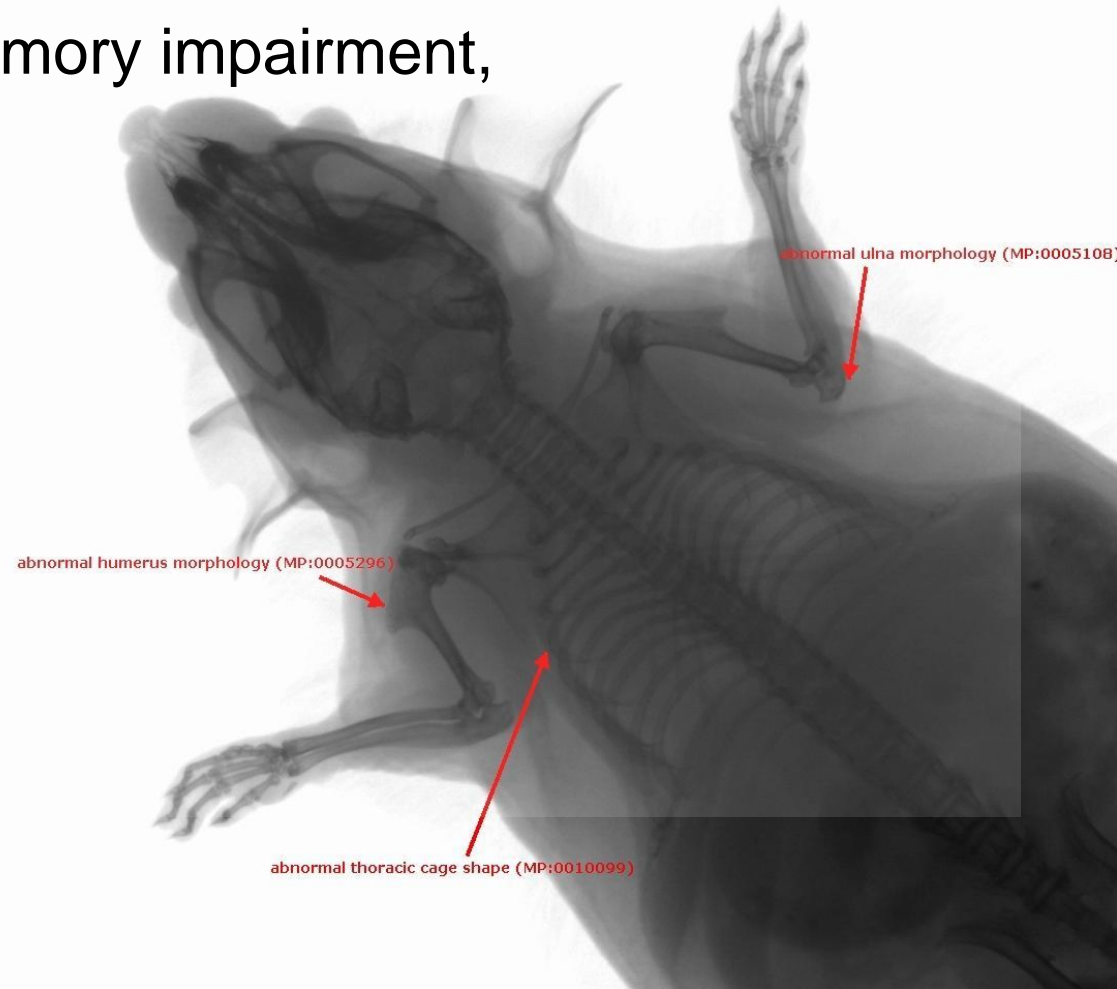 mory impairment,
abnormal ulna morphology (MP:0005108)
abnormal humerus morphology (MP:0005296)
abnormal thoracic cage shape (MP:0010099)